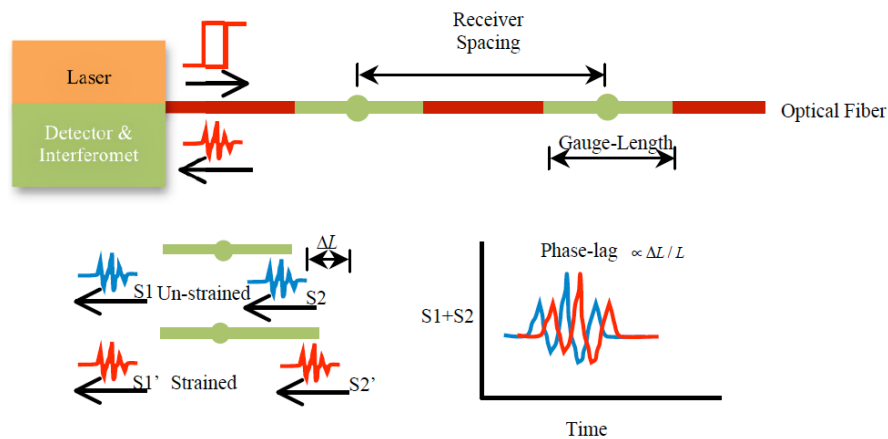 Receiver
Spacing
Laser
Detector &
Interferomet
Optical Fiber
Gauge-Length
ΔL
S1 Un-strained S2
S1' Strained S2'
Phase-lag ∝ ΔL / L
S1+S2
Time